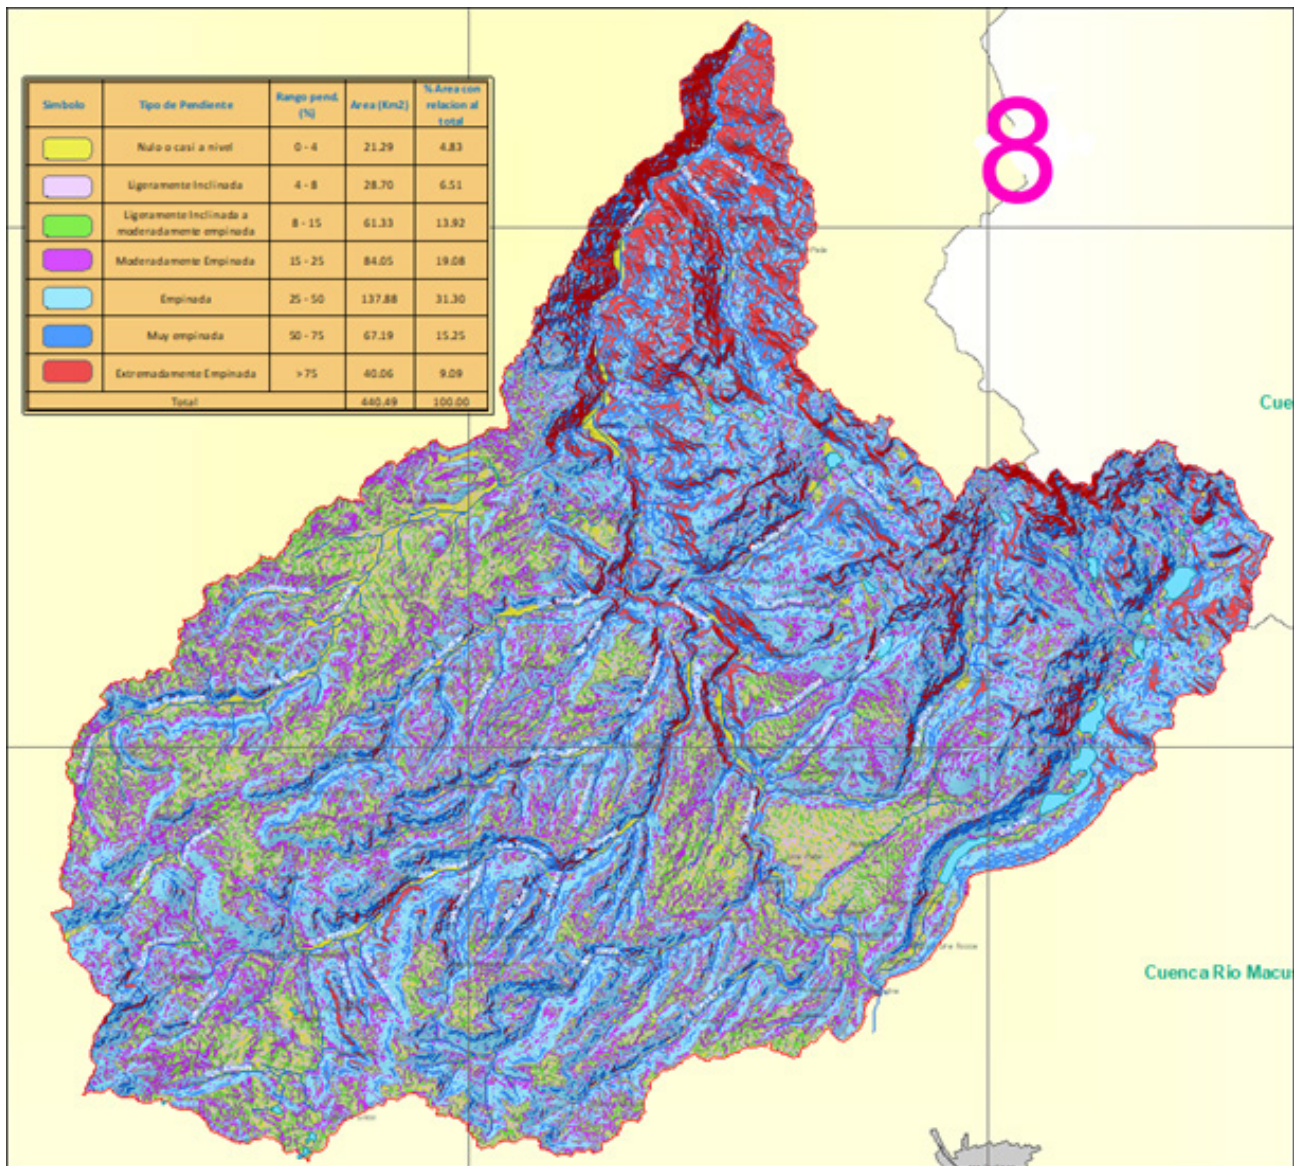 Simbolo
Tipo de Pendiente
Rango pend. (%)
Area (Km2)
% Area con relacion al total
Nulo o casi a nivel
0 - 4
21.29
4.83
Ligeramente Inclinada
4 - 8
28.70
6.51
Ligeramente Inclinada a moderadamente empinada
8 - 15
61.33
13.92
Moderadamente Empinada
15 - 25
84.05
19.08
Empinada
25 - 50
137.88
31.30
Muy empinada
50 - 75
67.19
15.25
Extremadamente Empinada
>75
40.06
9.09
Total
440.49
100.00
8
Cue
Cuenca Rio Macus